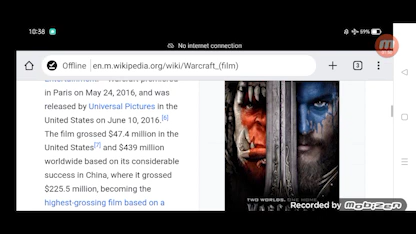 10:38
59%
No internet connection
Offline
en.m.wikipedia.org/wiki/Warcraft_(film)
3
in Paris on May 24, 2016, and was
released by Universal Pictures in the
United States on June 10, 2016.[6]
The film grossed $47.4 million in the
United States[7] and $439 million
worldwide based on its considerable
success in China, where it grossed
$225.5 million, becoming the
highest-grossing film based on a
TWO WORLDS. ONE HOME.
WARCRAFT
Recorded by mobizen